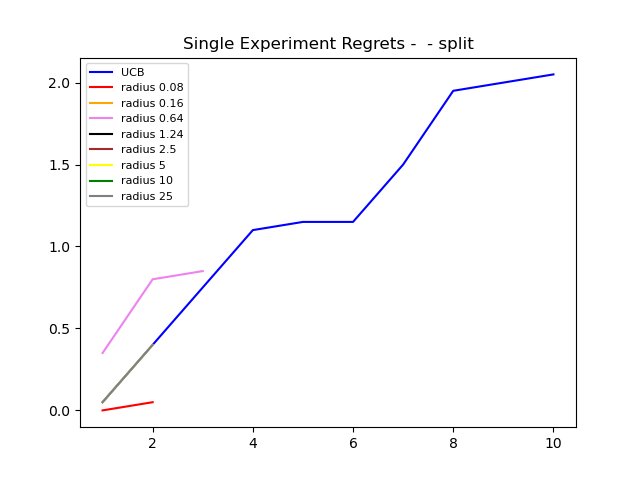 Single Experiment Regrets -  - split
UCB
radius 0.08
radius 0.16
radius 0.64
radius 1.24
radius 2.5
radius 5
radius 10
radius 25
2.0
1.5
1.0
0.5
0.0
2 4 6 8 10